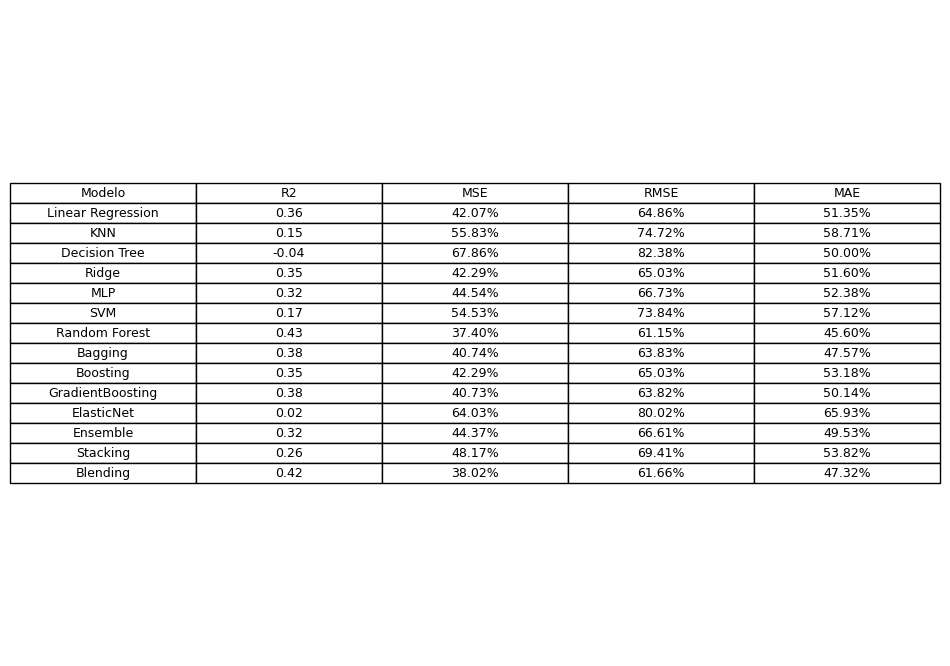 Modelo R2 MSE RMSE MAE
Linear Regression 0.36 42.07% 64.86% 51.35%
KNN 0.15 55.83% 74.72% 58.71%
Decision Tree -0.04 67.86% 82.38% 50.00%
Ridge 0.35 42.29% 65.03% 51.60%
MLP 0.32 44.54% 66.73% 52.38%
SVM 0.17 54.53% 73.84% 57.12%
Random Forest 0.43 37.40% 61.15% 45.60%
Bagging 0.38 40.74% 63.83% 47.57%
Boosting 0.35 42.29% 65.03% 53.18%
GradientBoosting 0.38 40.73% 63.82% 50.14%
ElasticNet 0.02 64.03% 80.02% 65.93%
Ensemble 0.32 44.37% 66.61% 49.53%
Stacking 0.26 48.17% 69.41% 53.82%
Blending 0.42 38.02% 61.66% 47.32%